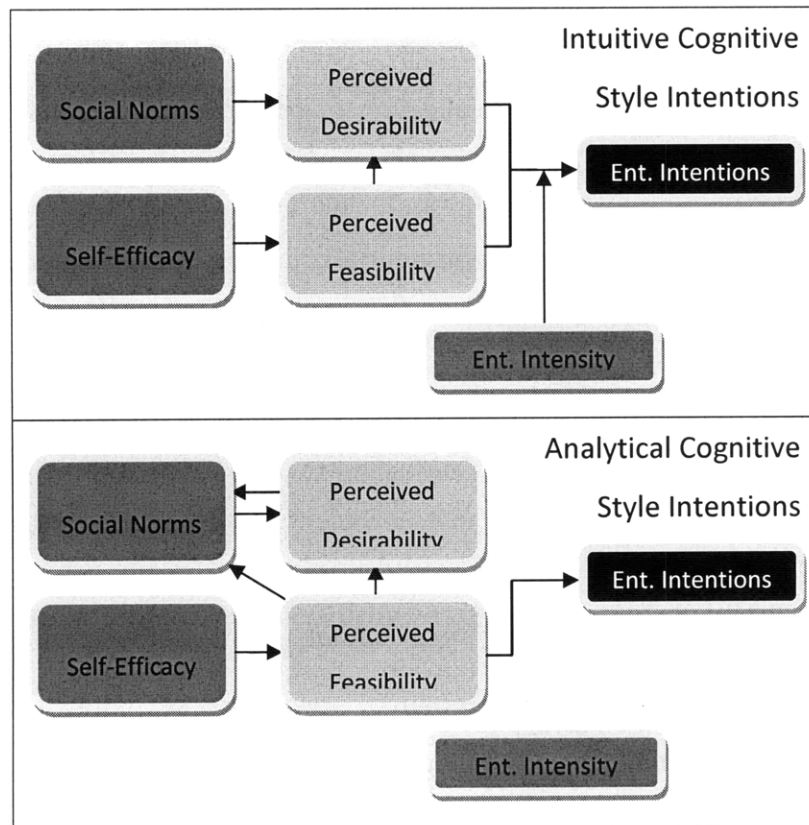 Intuitive Cognitive
Style Intentions
Social Norms
Perceived
Desirability
Ent. Intentions
Self-Efficacy
Perceived
Feasibility
Ent. Intensity
Analytical Cognitive
Style Intentions
Social Norms
Perceived
Desirability
Ent. Intentions
Self-Efficacy
Perceived
Feasibility
Ent. Intensity